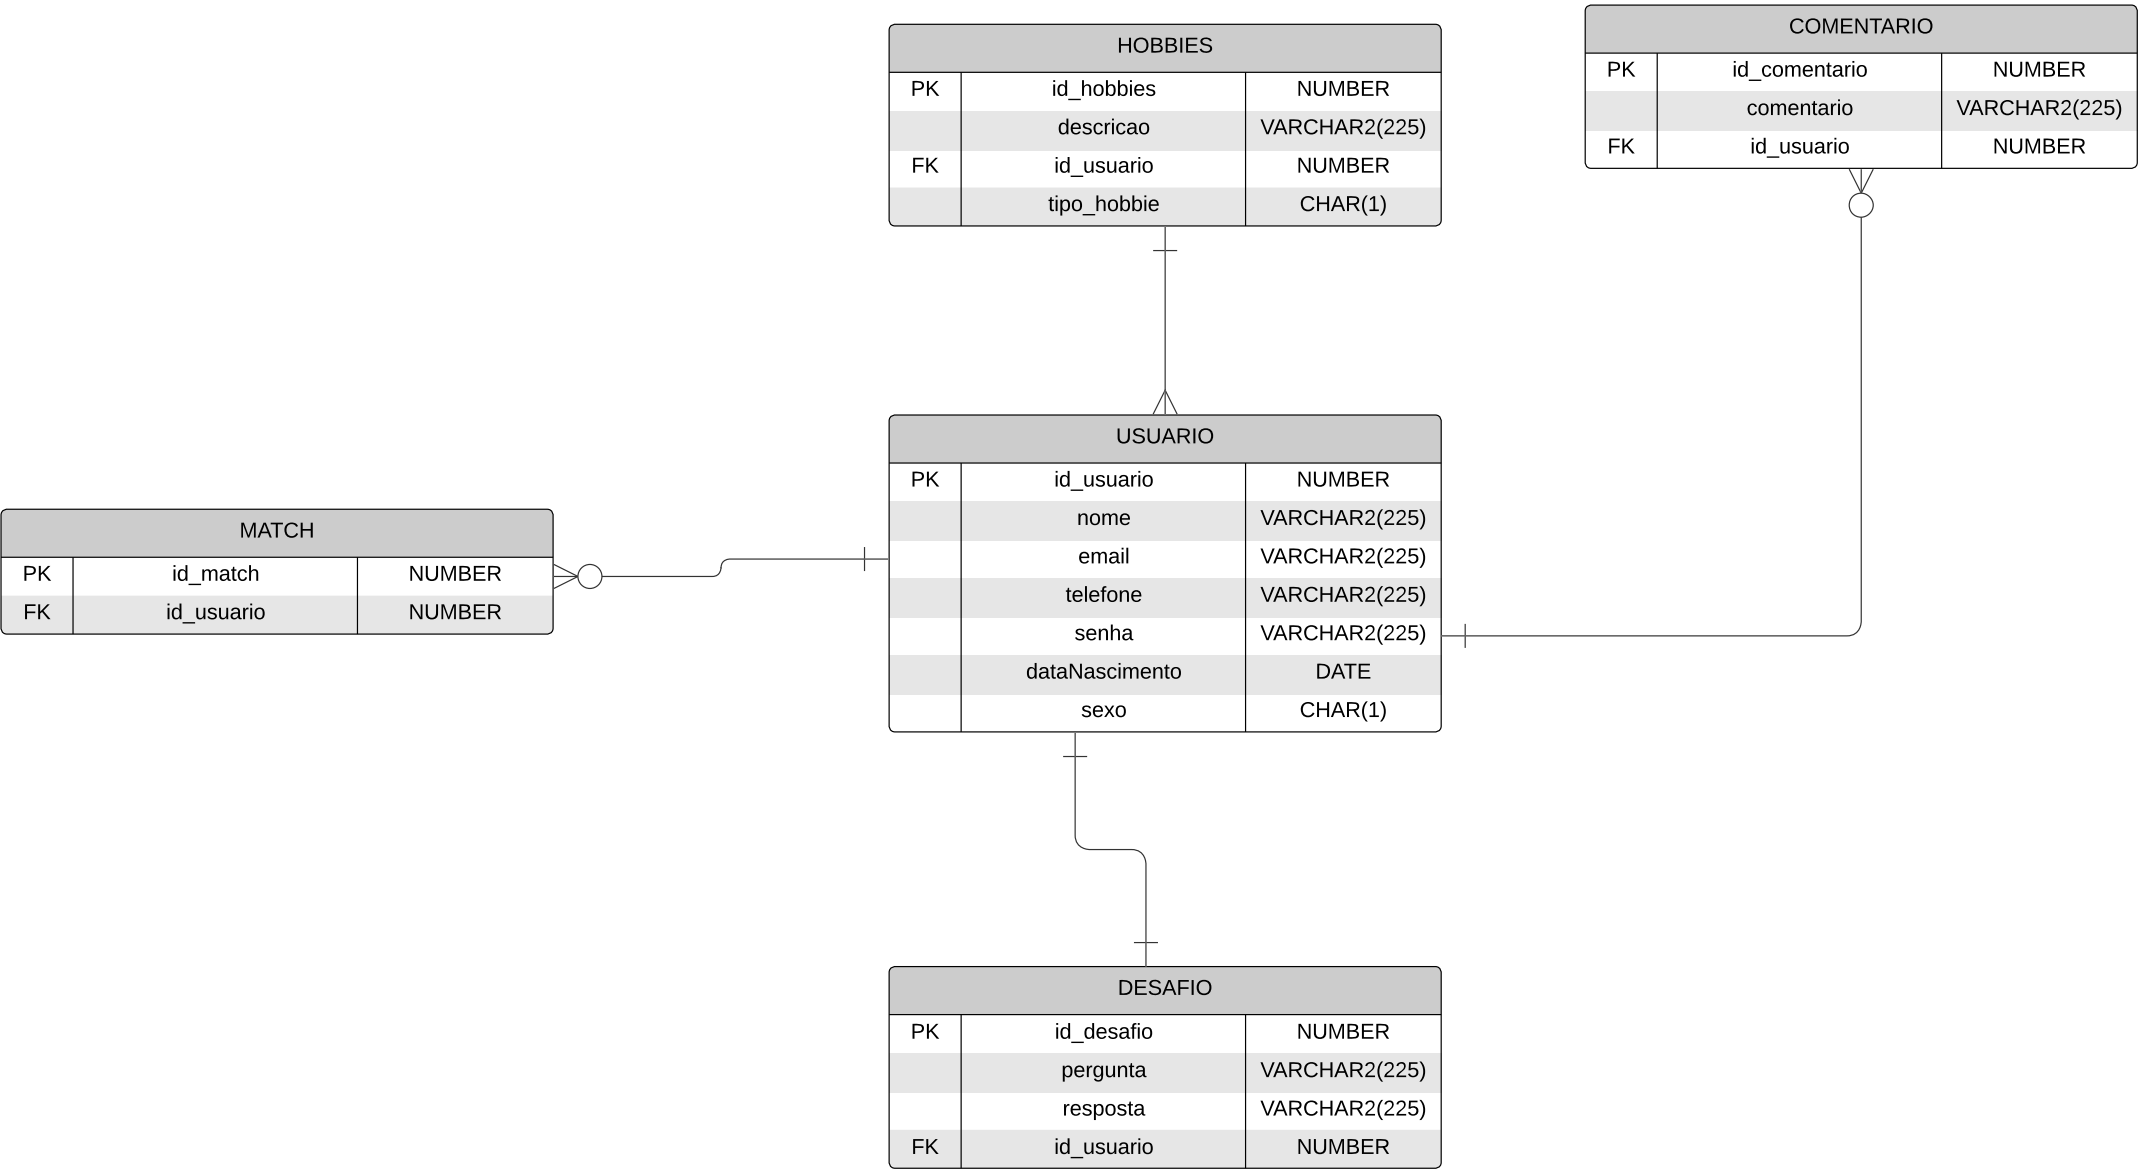 HOBBIES
PK id_hobbies NUMBER
descricao VARCHAR2(225)
FK id_usuario NUMBER
tipo_hobbie CHAR(1)
COMENTARIO
PK id_comentario NUMBER
comentario VARCHAR2(225)
FK id_usuario NUMBER
MATCH
PK id_match NUMBER
FK id_usuario NUMBER
USUARIO
PK id_usuario NUMBER
nome VARCHAR2(225)
email VARCHAR2(225)
telefone VARCHAR2(225)
senha VARCHAR2(225)
dataNascimento DATE
sexo CHAR(1)
DESAFIO
PK id_desafio NUMBER
pergunta VARCHAR2(225)
resposta VARCHAR2(225)
FK id_usuario NUMBER